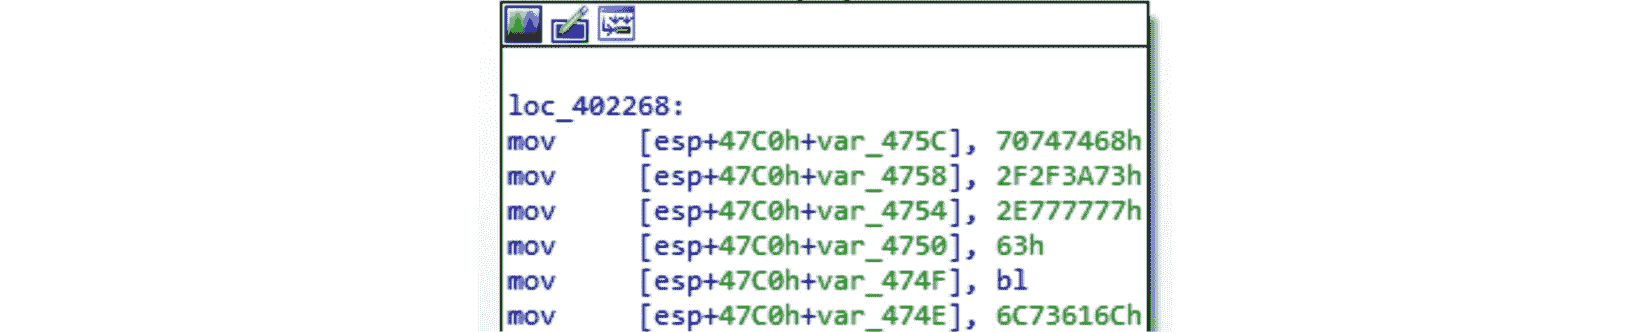 loc_402268:
mov [esp+47C0h+var_475C], 70747468h
mov [esp+47C0h+var_4758], 2F2F3A73h
mov [esp+47C0h+var_4754], 2E777777h
mov [esp+47C0h+var_4750], 63h
mov [esp+47C0h+var_474F], bl
mov [esp+47C0h+var_474E], 6C73616Ch